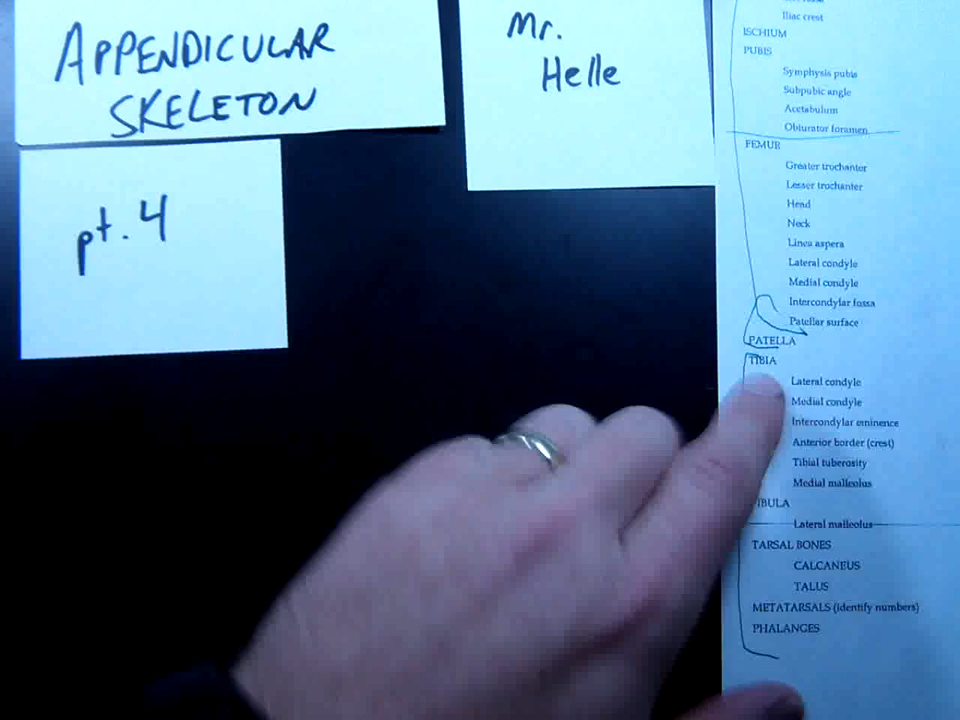 APPENDICULAR
SKELETON
Mr.
Helle
pt. 4
Iliac crest
ISCHIUM
PUBIS
Symphysis pubis
Subpubic angle
Acetabulum
Obturator foramen
FEMUR
Greater trochanter
Lesser trochanter
Head
Neck
Linea aspera
Lateral condyle
Medial condyle
Intercondylar fossa
Patellar surface
PATELLA
TIBIA
Lateral condyle
Medial condyle
Intercondylar eminence
Anterior border (crest)
Tibial tuberosity
Medial malleolus
IBULA
Lateral malleolus
TARSAL BONES
CALCANEUS
TALUS
METATARSALS (identify numbers)
PHALANGES